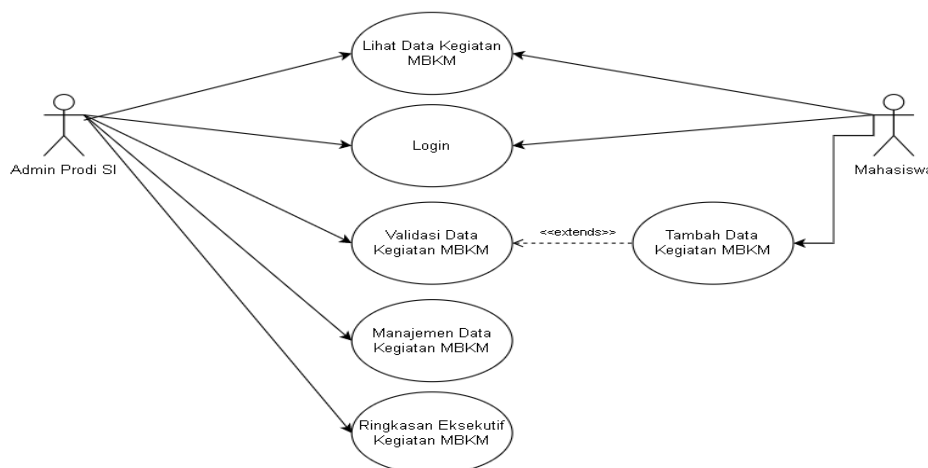 Lihat Data Kegiatan
MBKM
Admin Prodi SI
Login
Mahasiswa
Validasi Data
Kegiatan MBKM
<<extends>>
Tambah Data
Kegiatan MBKM
Manajemen Data
Kegiatan MBKM
Ringkasan Eksekutif
Kegiatan MBKM